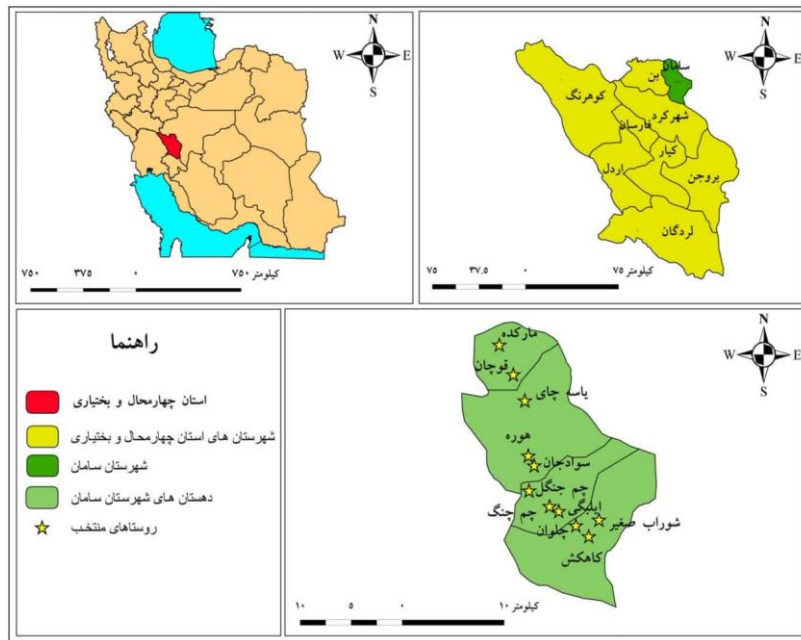 N
W E
S
۷۵۰ ۳۷۵ ۰ ۷۵۰ کیلومتر
N
W E
S
سامان
بن
کوهرنگ
شهرکرد
فارسان
کیار
اردل
بروجن
لردگان
۷۵ ۳۷.۵ ۰ ۷۵ کیلومتر
راهنما
استان چهارمحال و بختیاری
شهرستان های استان چهارمحال و بختیاری
شهرستان سامان
دهستان های شهرستان سامان
روستاهای منتخب
N
W E
S
مارکده
قوچان
یاسه چای
هوره
سوادجان
چم جنگل
ایلبگی
چم چنگ
شوراب صغیر
چلوان
کاهکش
۱۰ ۵ ۰ ۱۰ کیلومتر